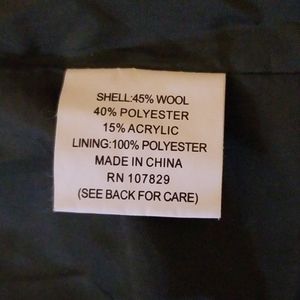 SHELL:45% WOOL
40% POLYESTER
15% ACRYLIC
LINING:100% POLYESTER
MADE IN CHINA
RN 107829
(SEE BACK FOR CARE)